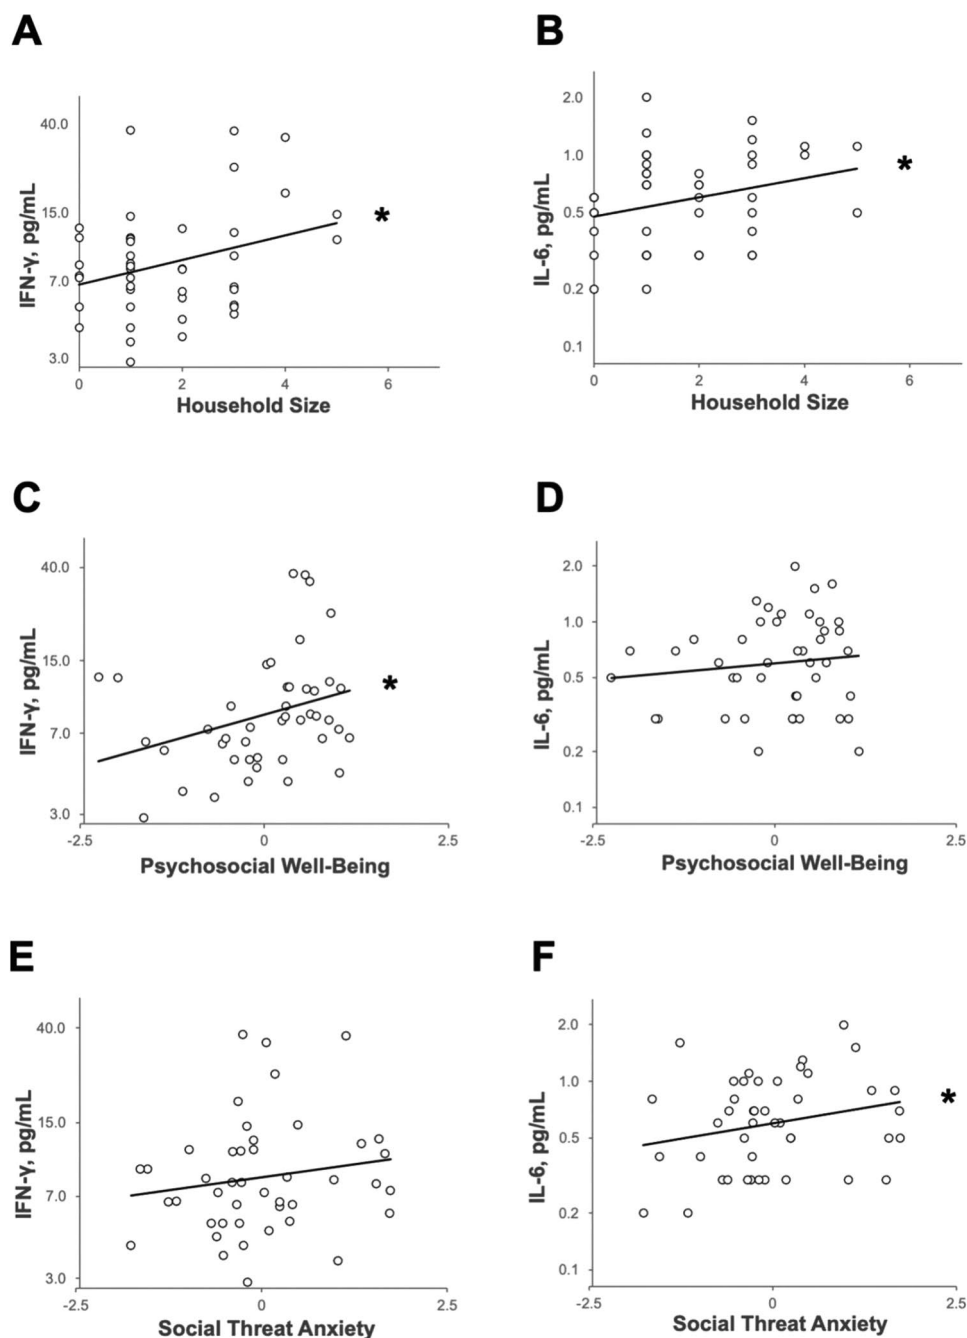 A
IFN-γ, pg/mL
40.0
15.0
7.0
3.0
0 2 4 6
Household Size
*
B
IL-6, pg/mL
2.0
1.0
0.5
0.2
0.1
0 2 4 6
Household Size
*
C
IFN-γ, pg/mL
40.0
15.0
7.0
3.0
-2.5 0 2.5
Psychosocial Well-Being
*
D
IL-6, pg/mL
2.0
1.0
0.5
0.2
0.1
-2.5 0 2.5
Psychosocial Well-Being
E
IFN-γ, pg/mL
40.0
15.0
7.0
3.0
-2.5 0 2.5
Social Threat Anxiety
F
IL-6, pg/mL
2.0
1.0
0.5
0.2
0.1
-2.5 0 2.5
Social Threat Anxiety
*